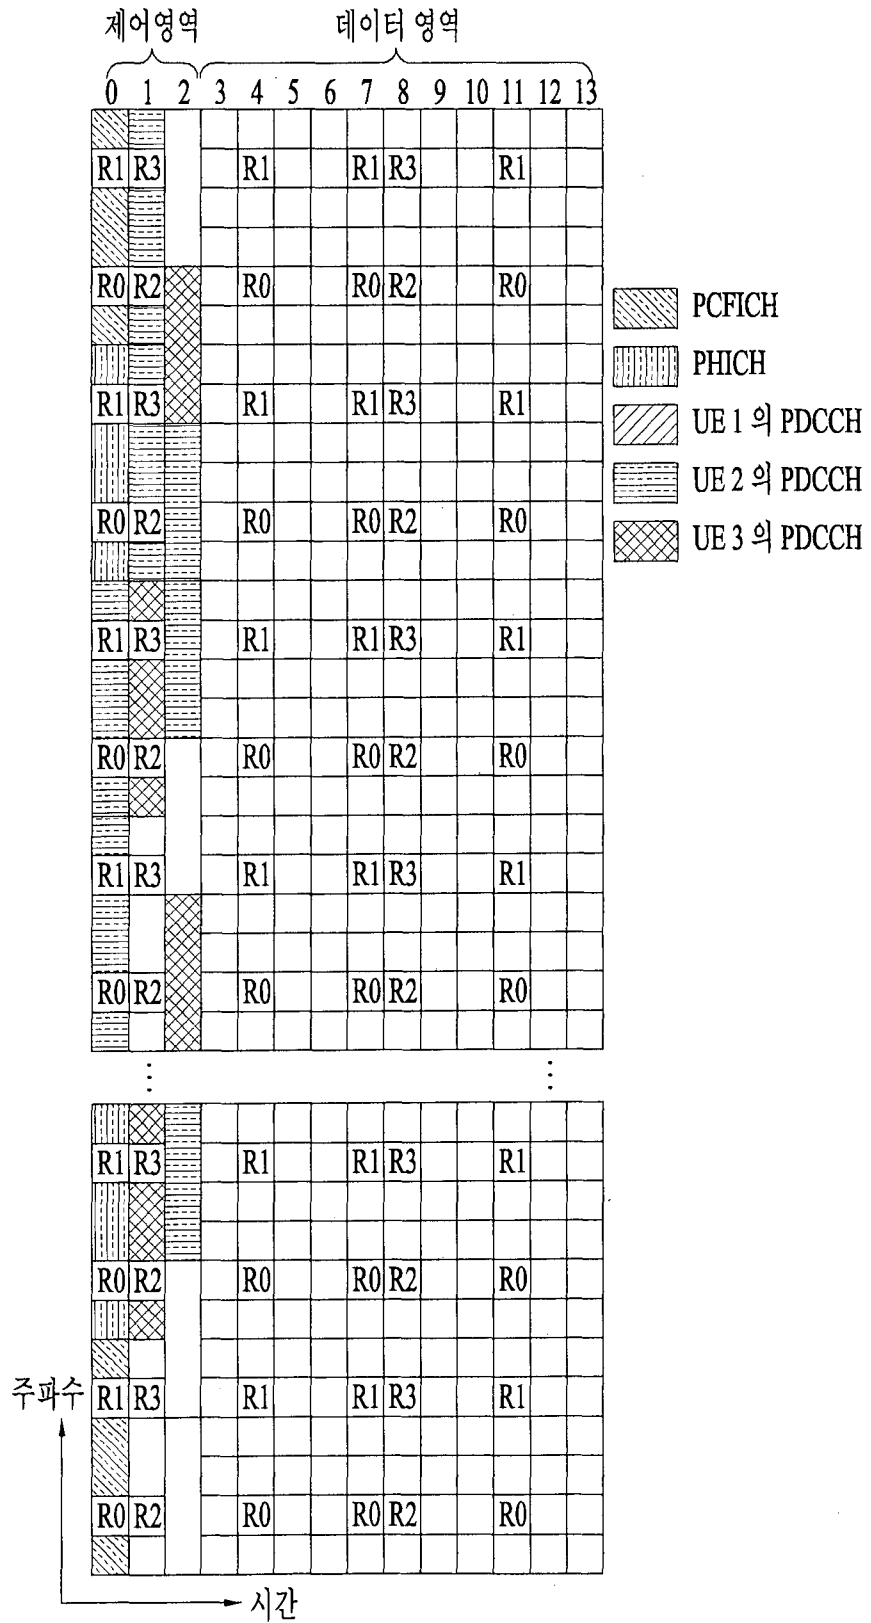 제어영역 데이터 영역
0 1 2 3 4 5 6 7 8 9 10 11 12 13
R1 R3 R1 R1 R3 R1
R0 R2 R0 R0 R2 R0
PCFICH
PHICH
R1 R3 R1 R1 R3 R1
UE 1 의 PDCCH
UE 2 의 PDCCH
R0 R2 R0 R0 R2 R0
UE 3 의 PDCCH
R1 R3 R1 R1 R3 R1
R0 R2 R0 R0 R2 R0
R1 R3 R1 R1 R3 R1
R0 R2 R0 R0 R2 R0
R1 R3 R1 R1 R3 R1
R0 R2 R0 R0 R2 R0
주파수 R1 R3 R1 R1 R3 R1
R0 R2 R0 R0 R2 R0
시간